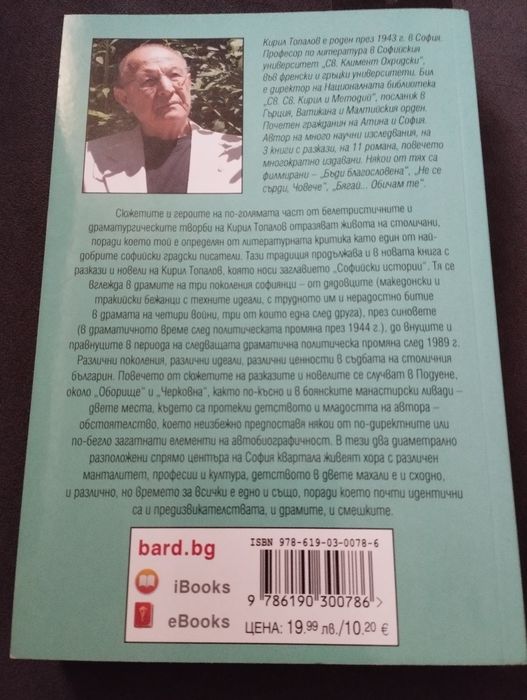 Кирил Топалов е роден през 1943 г. в София.
Професор по литература в Софийския
университет „Св. Климент Охридски“,
във френски и гръцки университети. Бил
е директор на Националната библиотека
„Св. Св. Кирил и Методий“, посланик в
Гърция, Ватикана и Малтийския орден.
Почетен гражданин на Атина и София.
Автор на много научни изследвания, на
3 книги с разкази, на 11 романа, повечето
многократно издавани. Някои от тях са
филмирани – „Бъди благословена“, „Не се
сърди, Човече“, „Бягай... Обичам те“.
Сюжетите и героите на по-голямата част от белетристичните и
драматургическите творби на Кирил Топалов отразяват живота на столичани,
поради което той е определян от литературната критика като един от най-
добрите софийски градски писатели. Тази традиция продължава и в новата книга с
разкази и новели на Кирил Топалов, която носи заглавието „Софийски истории“. Тя се
вглежда в драмите на три поколения софиянци – от дядовците (македонски и
тракийски бежанци с техните идеали, с трудното им и нерадостно битие
в драмата на четири войни, три от които една след друга), през синовете
(в драматичното време след политическата промяна през 1944 г.), до внуците и
правнуците в периода на следващата драматична политическа промяна след 1989 г.
Различни поколения, различни идеали, различни ценности в съдбата на столичния
българин. Повечето от сюжетите на разказите и новелите се случват в Подуене,
около „Оборище“ и „Черковна“, както по-късно и в боянските манастирски ливади –
двете места, където са протекли детството и младостта на автора –
обстоятелство, което неизбежно предпоставя някои от по-директните или
по-бегло загатнати елементи на автобиографичност. В тези два диаметрално
разположени спрямо центъра на София квартала живеят хора с различен
манталитет, професии и култура, детството в двете махали е и сходно,
и различно, но времето за всички е едно и също, поради което почти идентични
са и предизвикателствата, и драмите, и смешките.
bard.bg
iBooks
eBooks
ISBN 978-619-03-0078-6
9 786190 300786 >
ЦЕНА: 19.99 лв./10.20 €